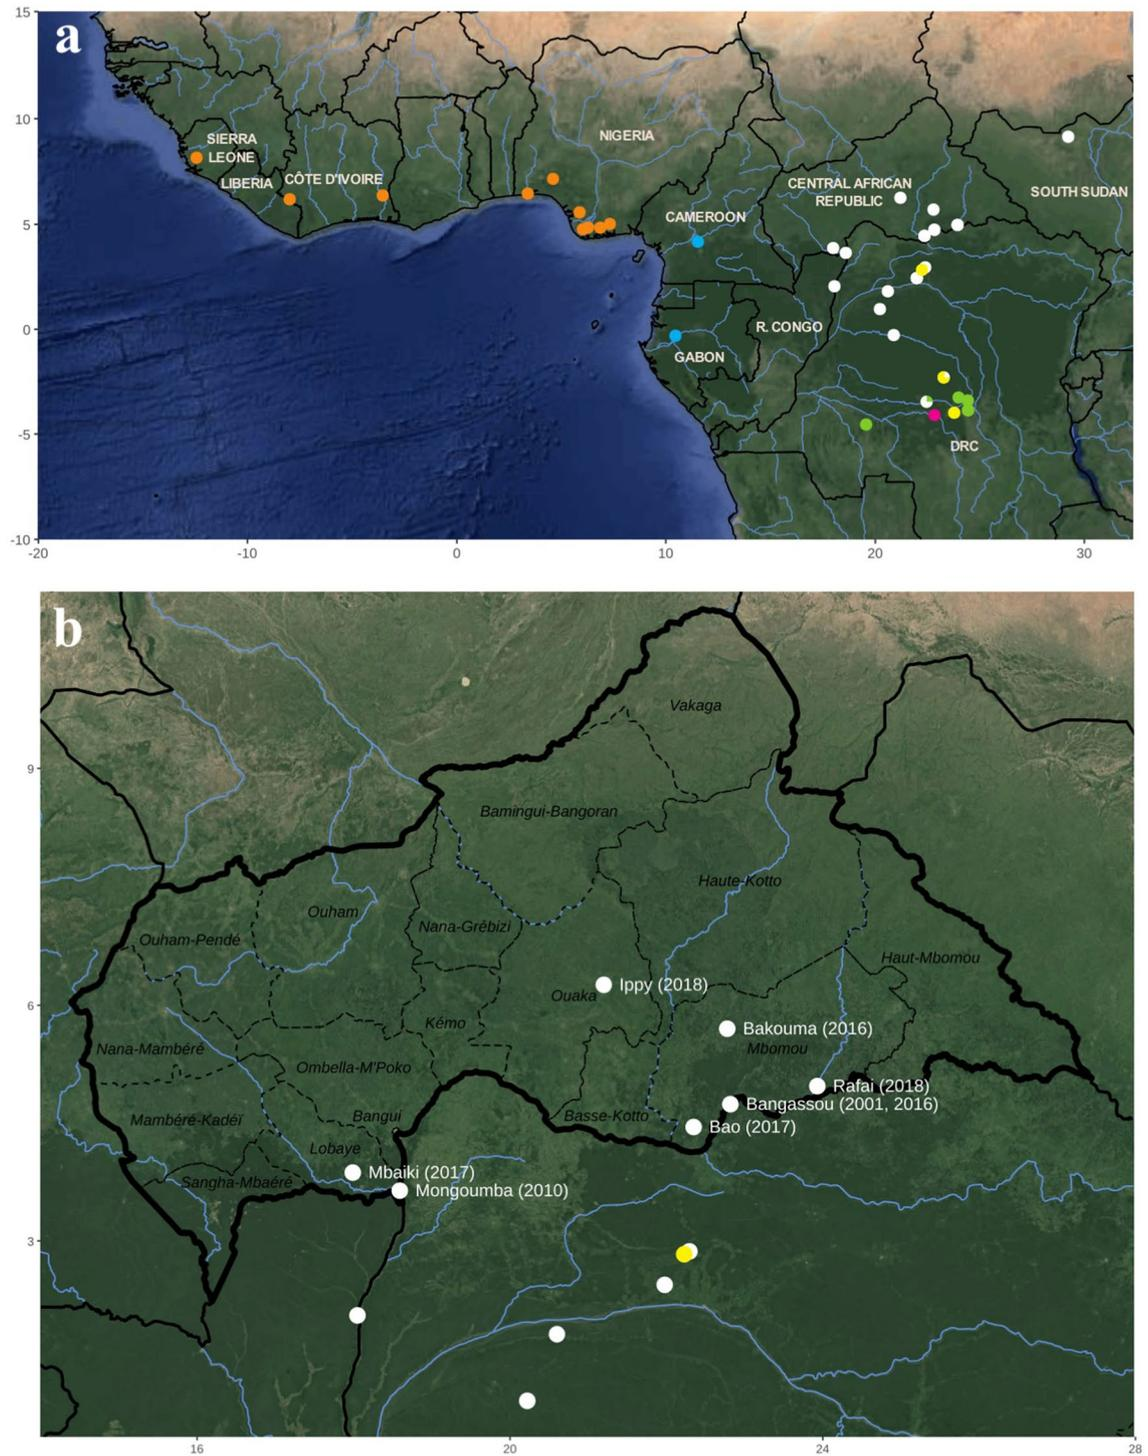 a
15
10
5
0
-5
-10
-20
-10
0
10
20
30
SIERRA
LEONE
LIBERIA
CÔTE D'IVOIRE
NIGERIA
CAMEROON
CENTRAL AFRICAN
REPUBLIC
SOUTH SUDAN
R. CONGO
GABON
DRC
b
9
6
3
16
20
24
28
Vakaga
Bamingui-Bangoran
Haute-Kotto
Ouham
Nana-Grébizi
Ouham-Pendé
Haut-Mbomou
Ippy (2018)
Ouaka
Kémo
Bakouma (2016)
Mbomou
Nana-Mambéré
Ombella-M'Poko
Rafai (2018)
Bangassou (2001, 2016)
Mambéré-Kadéï
Bangui
Basse-Kotto
Bao (2017)
Lobaye
Mbaiki (2017)
Sangha-Mbaéré
Mongoumba (2010)